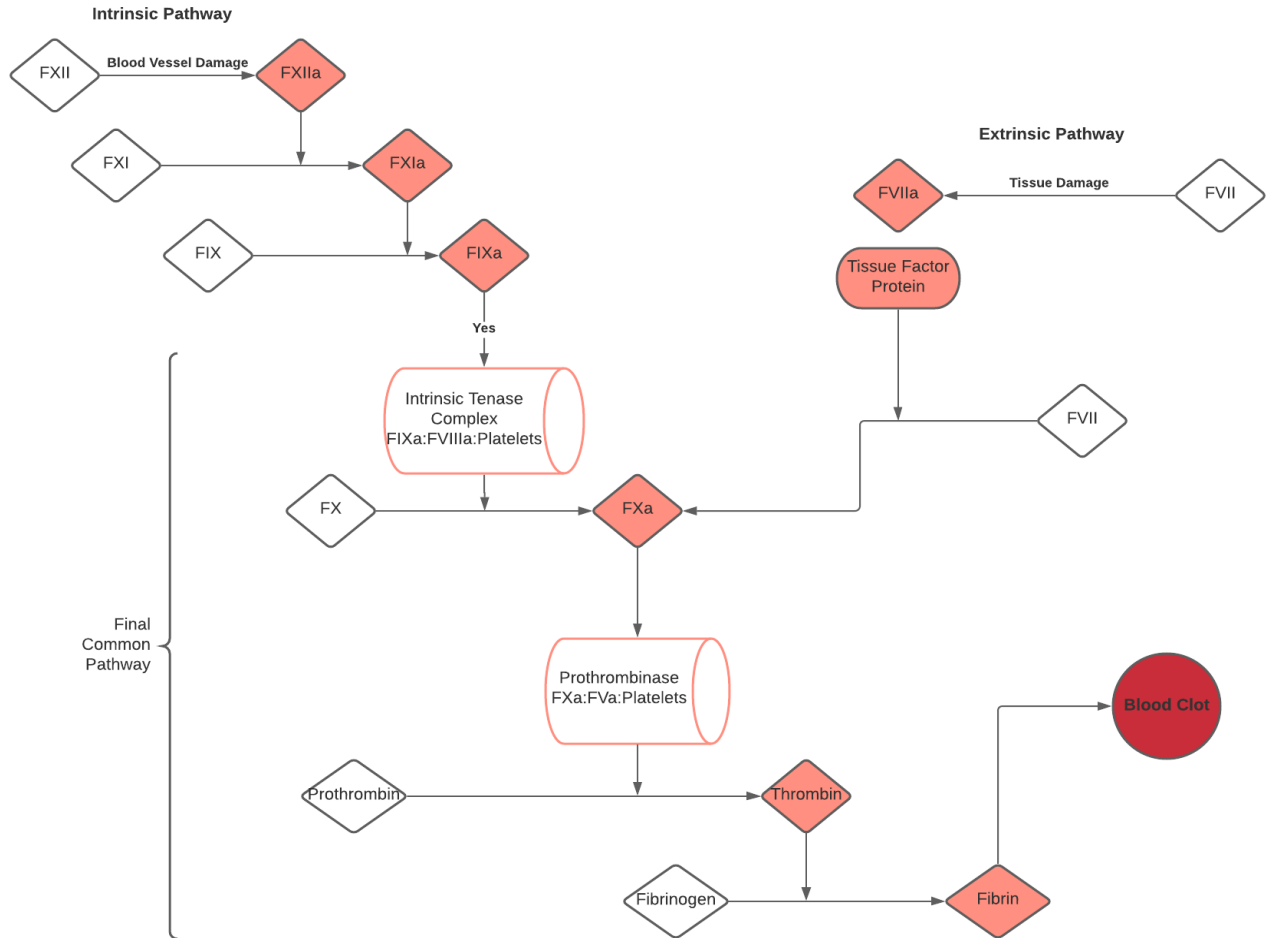 Intrinsic Pathway
FXII
Blood Vessel Damage
FXIIa
FXI
FXIa
FIX
FIXa
Yes
Extrinsic Pathway
FVIIa
Tissue Damage
FVII
Tissue Factor
Protein
FVII
Intrinsic Tenase
Complex
FIXa:FVIIIa:Platelets
FX
FXa
Final
Common
Pathway
Prothrombinase
FXa:FVa:Platelets
Prothrombin
Thrombin
Fibrinogen
Fibrin
Blood Clot